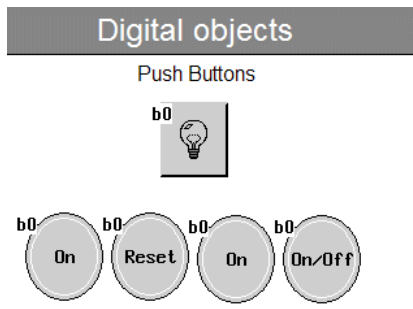 Digital objects
Push Buttons
b0
b0 b0 b0 b0
On Reset On On/Off